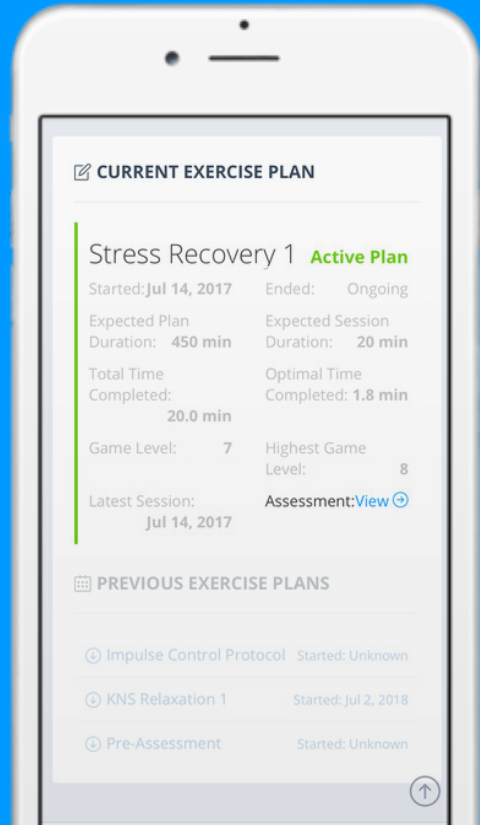 CURRENT EXERCISE PLAN
Stress Recovery 1 Active Plan
Started: Jul 14, 2017 Ended: Ongoing
Expected Plan Expected Session
Duration: 450 min Duration: 20 min
Total Time Optimal Time
Completed: Completed: 1.8 min
20.0 min
Game Level: 7 Highest Game
Level: 8
Latest Session: Assessment:View
Jul 14, 2017
PREVIOUS EXERCISE PLANS
Impulse Control Protocol Started: Unknown
KNS Relaxation 1 Started: Jul 2, 2018
Pre-Assessment Started: Unknown